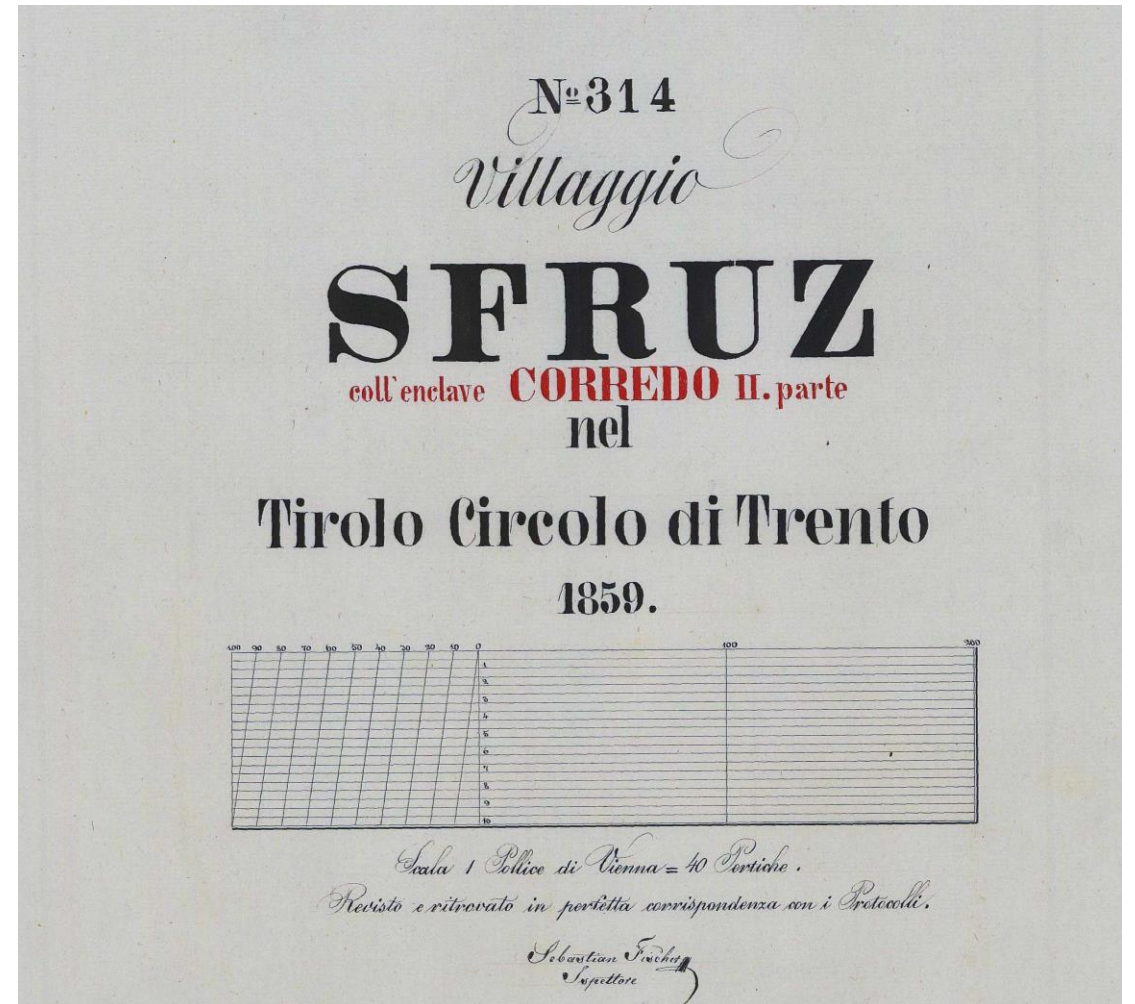 Nº 314
Villaggio
SFRUZ
coll'enclave CORREDO II. parte
nel
Tirolo Circolo di Trento
1859.
100 90 80 70 60 50 40 30 20 10 0 100 200
1
2
3
4
5
6
7
8
9
10
Scala 1 Pollice di Vienna = 40 Pertiche.
Revisto e ritrovato in perfetta corrispondenza con i Protocolli.
Sebastian Fischer
Ispettore